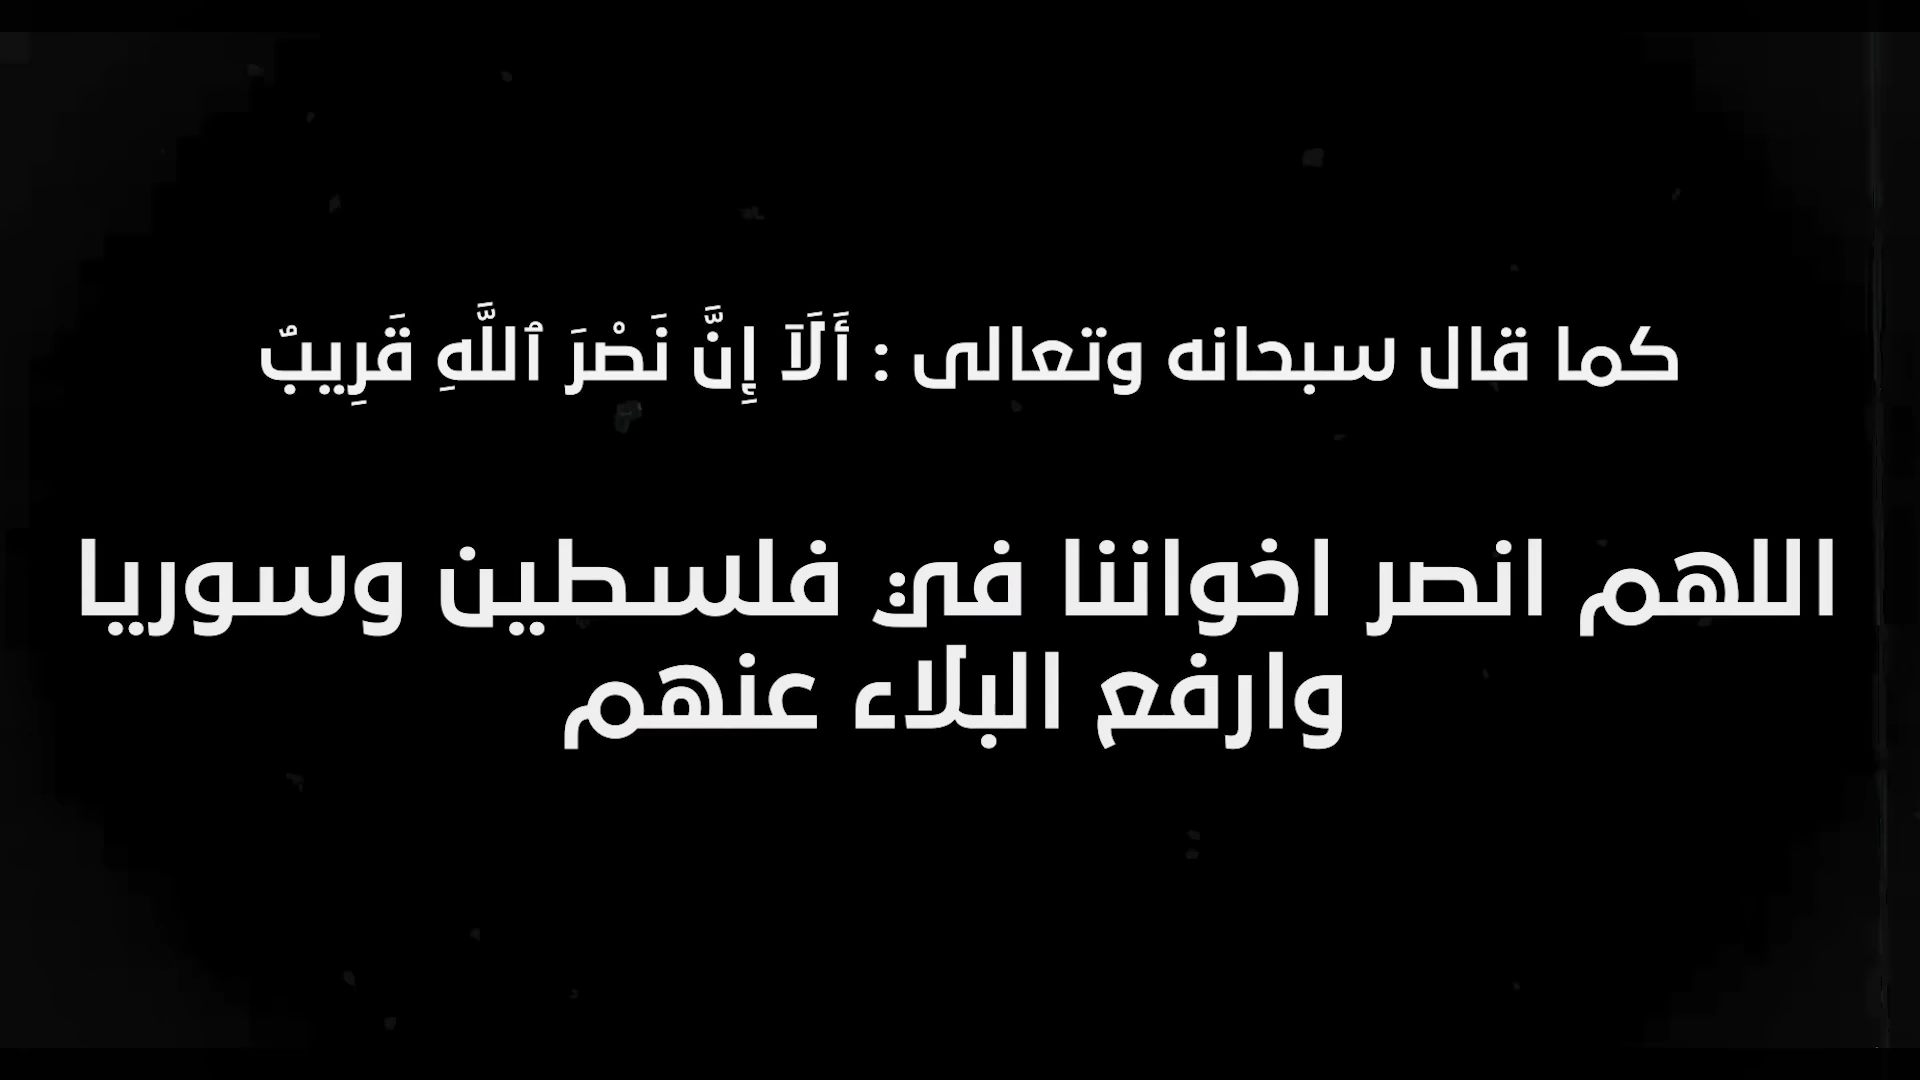 كما قال سبحانه وتعالى : أَلَآ إِنَّ نَصْرَ ٱللَّهِ قَرِيبٌ
اللهم انصر اخواننا في فلسطين وسوريا
وارفع البلاء عنهم